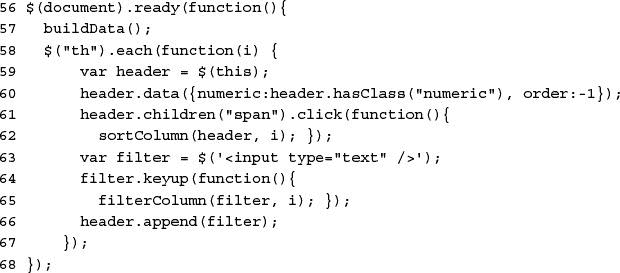 56 $(document).ready(function(){
57   buildData();
58   $("th").each(function(i) {
59       var header = $(this);
60       header.data({numeric:header.hasClass("numeric"), order:-1});
61       header.children("span").click(function(){
62         sortColumn(header, i); });
63       var filter = $('<input type="text" />');
64       filter.keyup(function(){
65         filterColumn(filter, i); });
66       header.append(filter);
67     });
68 });